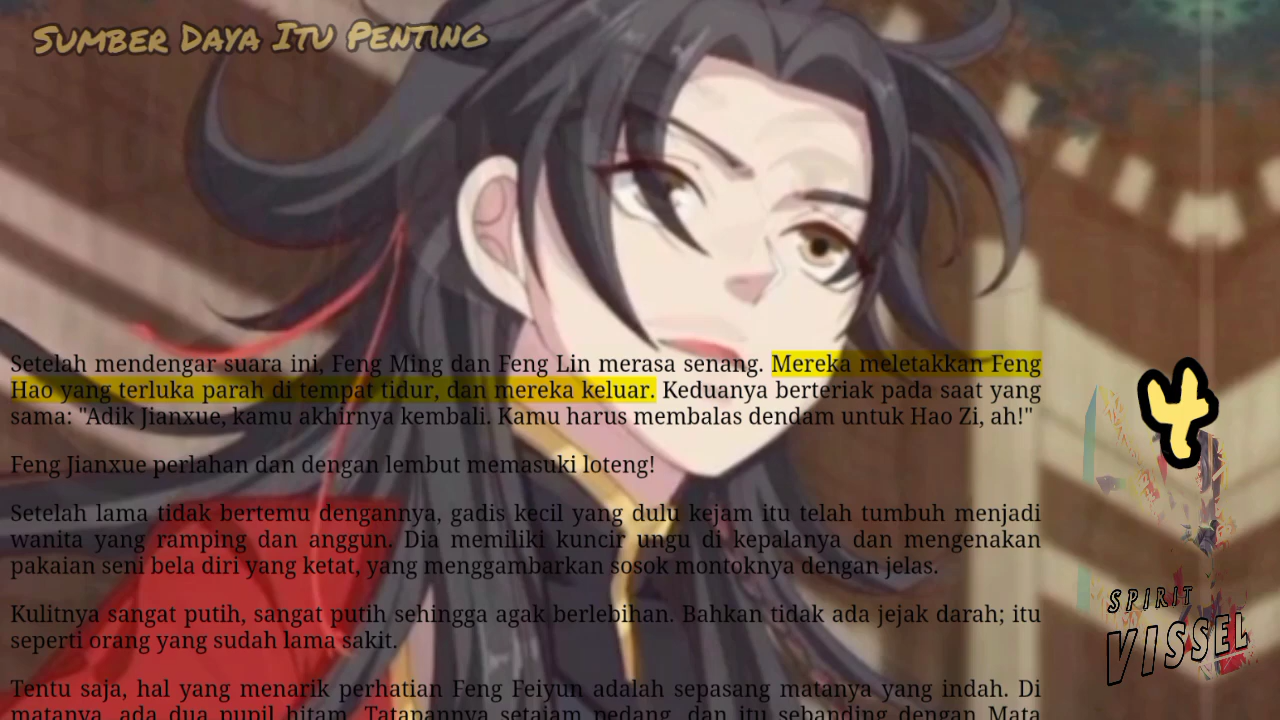 Sumber Daya Itu Penting
Setelah mendengar suara ini, Feng Ming dan Feng Lin merasa senang. Mereka meletakkan Feng
Hao yang terluka parah di tempat tidur, dan mereka keluar. Keduanya berteriak pada saat yang
sama: "Adik Jianxue, kamu akhirnya kembali. Kamu harus membalas dendam untuk Hao Zi, ah!"
Feng Jianxue perlahan dan dengan lembut memasuki loteng!
Setelah lama tidak bertemu dengannya, gadis kecil yang dulu kejam itu telah tumbuh menjadi
wanita yang ramping dan anggun. Dia memiliki kuncir ungu di kepalanya dan mengenakan
pakaian seni bela diri yang ketat, yang menggambarkan sosok montoknya dengan jelas.
Kulitnya sangat putih, sangat putih sehingga agak berlebihan. Bahkan tidak ada jejak darah; itu
seperti orang yang sudah lama sakit.
Tentu saja, hal yang menarik perhatian Feng Feiyun adalah sepasang matanya yang indah. Di
matanya, ada dua pupil hitam. Tatapannya setajam pedang, dan itu sebanding dengan Mata
4
SPIRIT
VISSEL